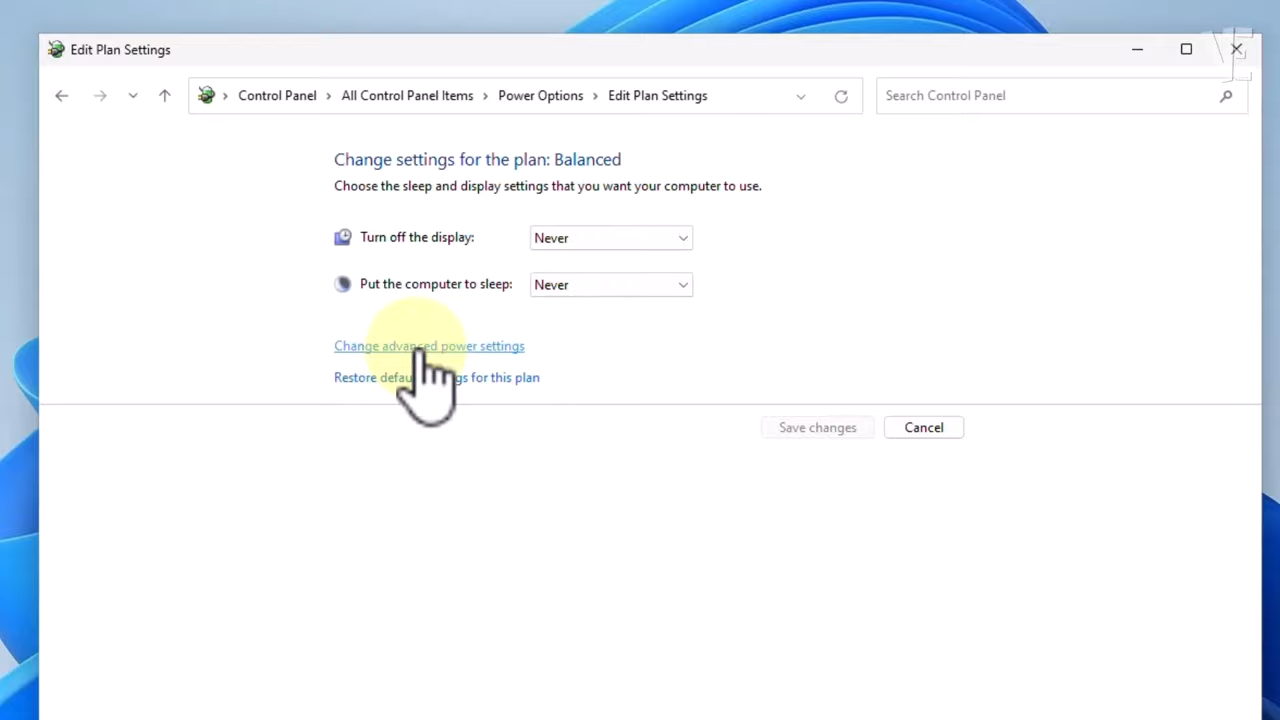 Edit Plan Settings
Control Panel > All Control Panel Items > Power Options > Edit Plan Settings
Search Control Panel
Change settings for the plan: Balanced
Choose the sleep and display settings that you want your computer to use.
Turn off the display: Never
Put the computer to sleep: Never
Change advanced power settings
Restore defau gs for this plan
Save changes Cancel